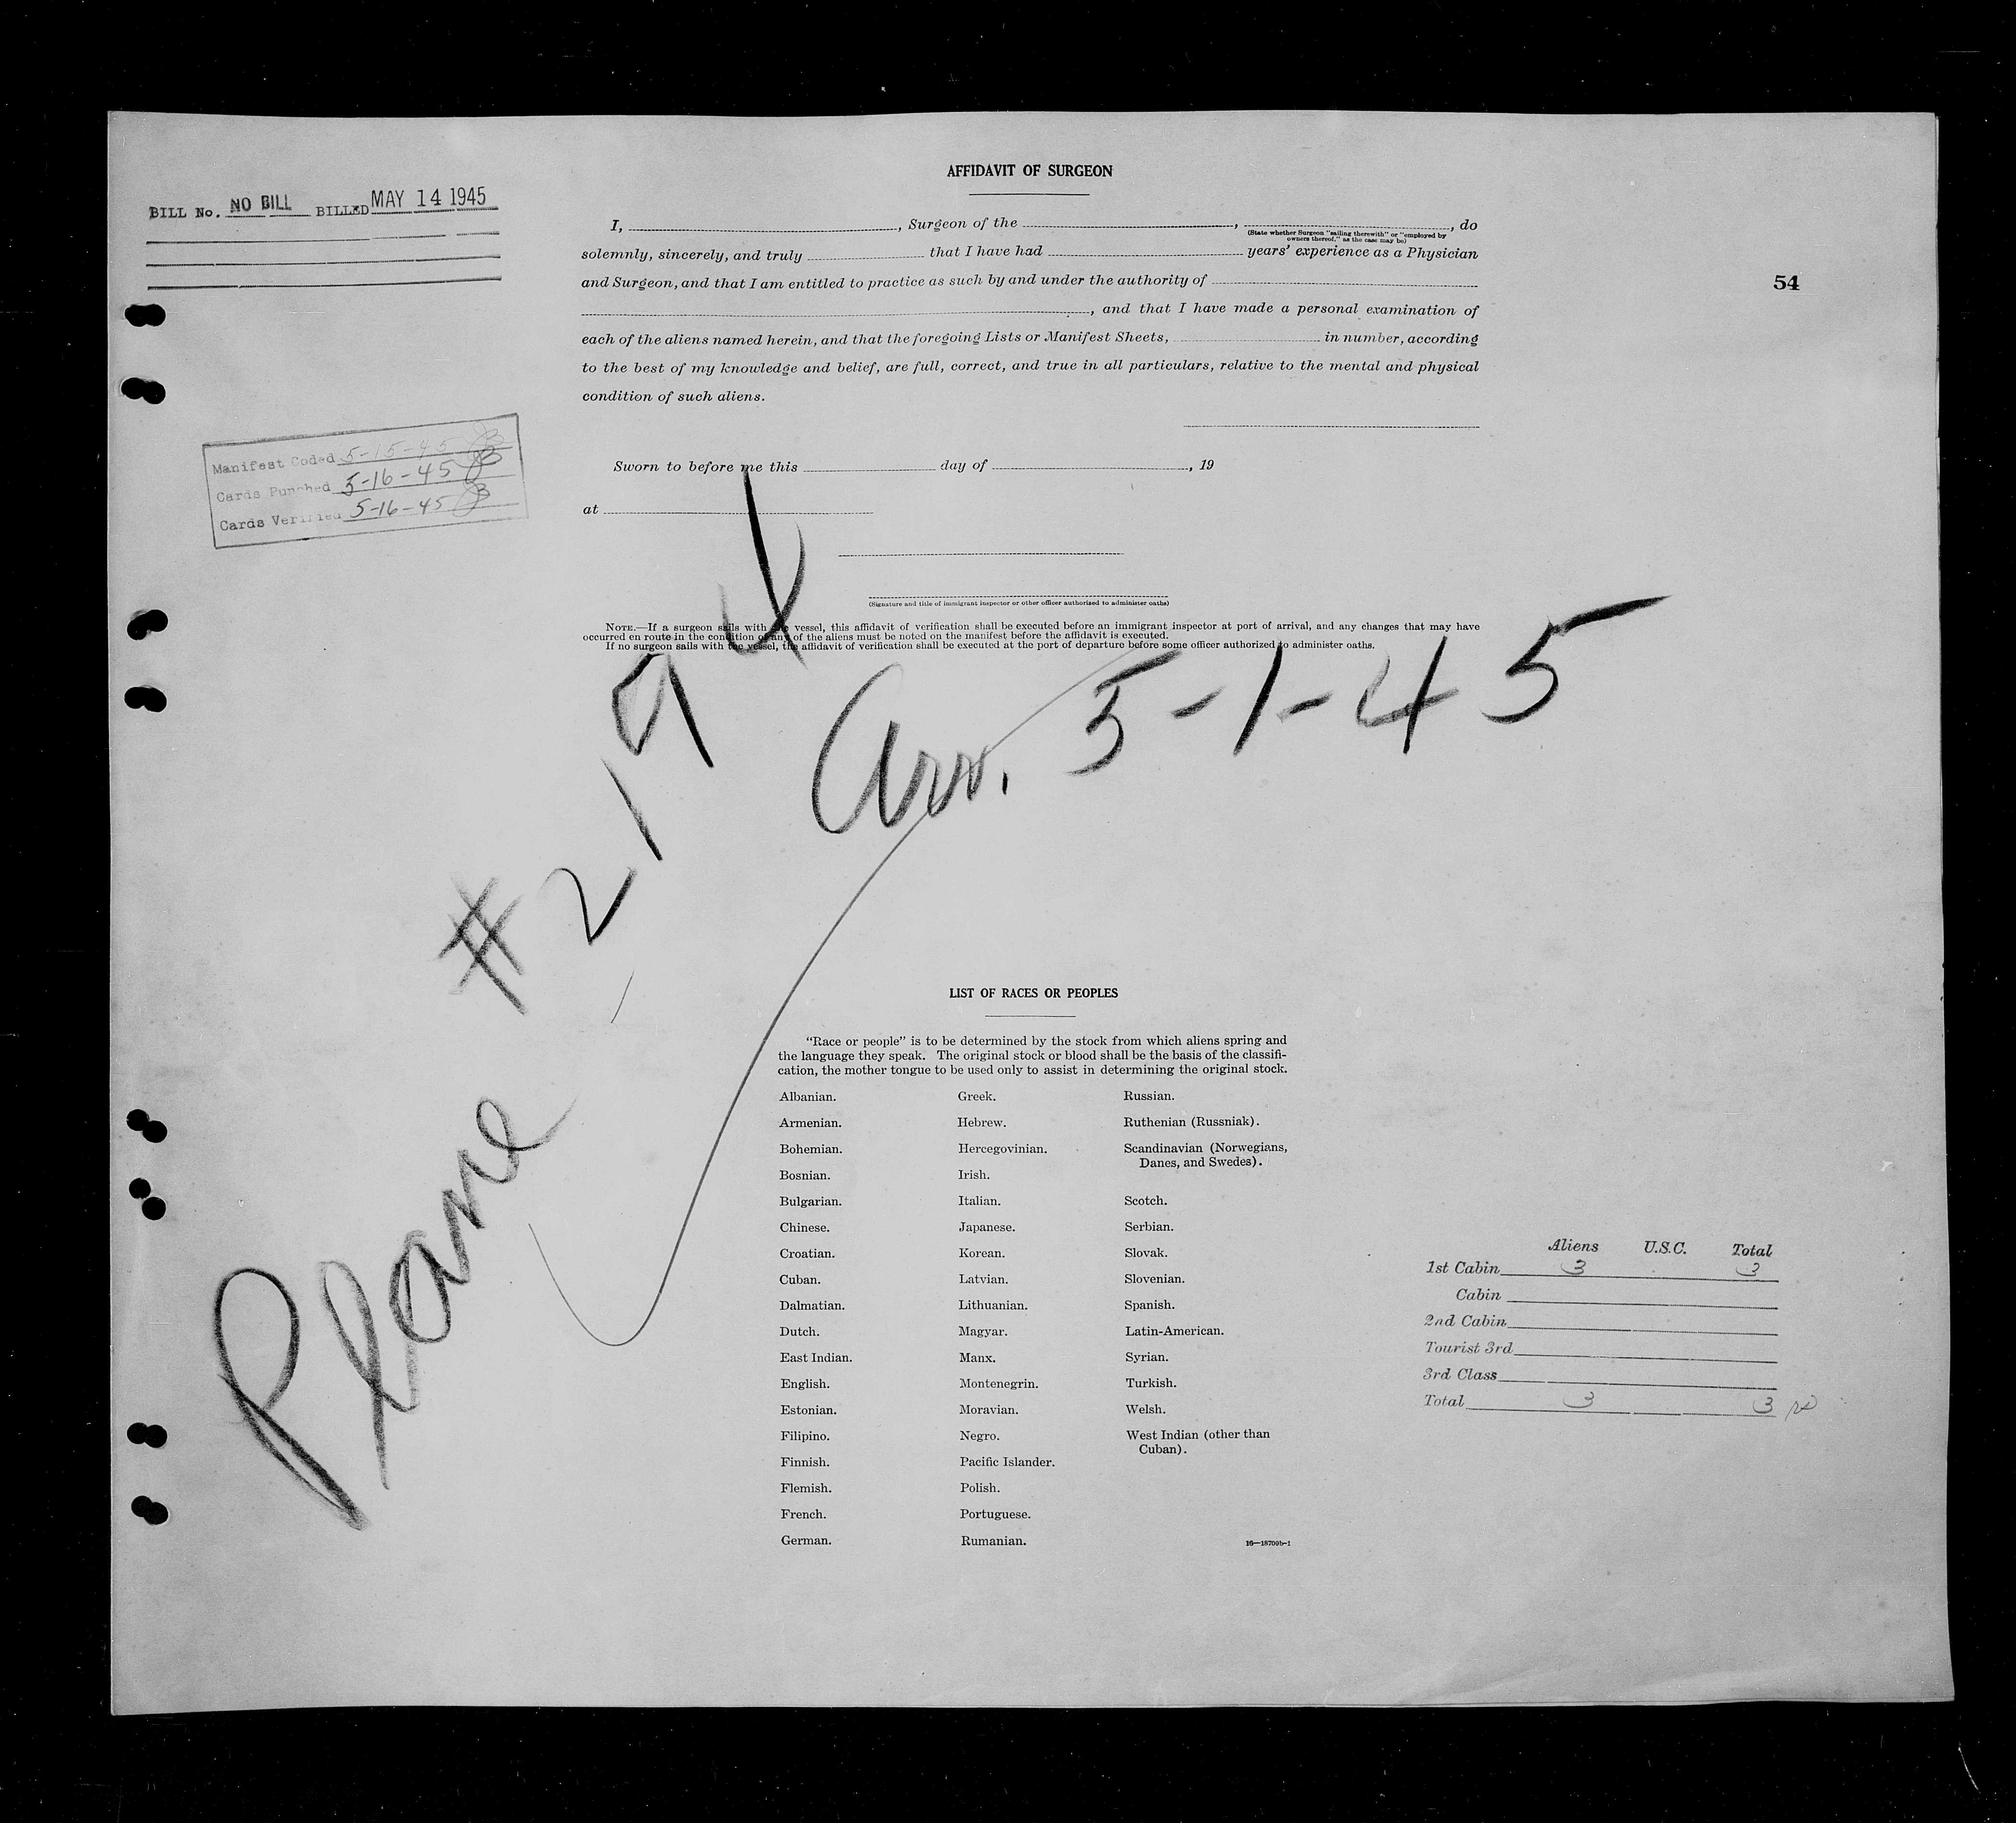 AFFIDAVIT OF SURGEON
BILL No. NO BILL BILLED MAY 14 1945
I, , Surgeon of the , , do
(State whether Surgeon "sailing therewith" or "employed by
owners thereof," as the case may be)
solemnly, sincerely, and truly that I have had years' experience as a Physician
and Surgeon, and that I am entitled to practice as such by and under the authority of
, and that I have made a personal examination of
each of the aliens named herein, and that the foregoing Lists or Manifest Sheets, in number, according
to the best of my knowledge and belief, are full, correct, and true in all particulars, relative to the mental and physical
condition of such aliens.
54
Manifest Coded 5-15-45
Cards Punched 5-16-45
Cards Verified 5-16-45
Sworn to before me this day of , 19
at
(Signature and title of immigrant inspector or other officer authorized to administer oaths)
NOTE.—If a surgeon sails with the vessel, this affidavit of verification shall be executed before an immigrant inspector at port of arrival, and any changes that may have
occurred en route in the condition of any of the aliens must be noted on the manifest before the affidavit is executed.
If no surgeon sails with the vessel, the affidavit of verification shall be executed at the port of departure before some officer authorized to administer oaths.
Plane #2194
Arr. 5-1-45
LIST OF RACES OR PEOPLES
"Race or people" is to be determined by the stock from which aliens spring and
the language they speak. The original stock or blood shall be the basis of the classifi-
cation, the mother tongue to be used only to assist in determining the original stock.
Albanian.
Armenian.
Bohemian.
Bosnian.
Bulgarian.
Chinese.
Croatian.
Cuban.
Dalmatian.
Dutch.
East Indian.
English.
Estonian.
Filipino.
Finnish.
Flemish.
French.
German.
Greek.
Hebrew.
Hercegovinian.
Irish.
Italian.
Japanese.
Korean.
Latvian.
Lithuanian.
Magyar.
Manx.
Montenegrin.
Moravian.
Negro.
Pacific Islander.
Polish.
Portuguese.
Rumanian.
Russian.
Ruthenian (Russniak).
Scandinavian (Norwegians,
Danes, and Swedes).
Scotch.
Serbian.
Slovak.
Slovenian.
Spanish.
Latin-American.
Syrian.
Turkish.
Welsh.
West Indian (other than
Cuban).
16—18709b-1
Aliens U.S.C. Total
1st Cabin 3 3
Cabin
2nd Cabin
Tourist 3rd
3rd Class
Total 3 3